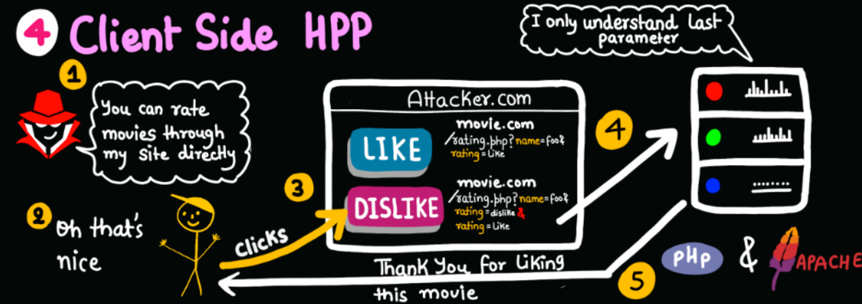 4 Client Side HPP
I only understand last
parameter
1
You can rate
movies through
my site directly
2
Oh that's
nice
3
clicks
Attacker.com
LIKE
movie.com
/rating.php?name=foo&
rating=Like
DISLIKE
movie.com
/rating.php?name=foo&
rating=dislike &
rating=Like
4
Thank You for liking
this movie
5
php & APACHE